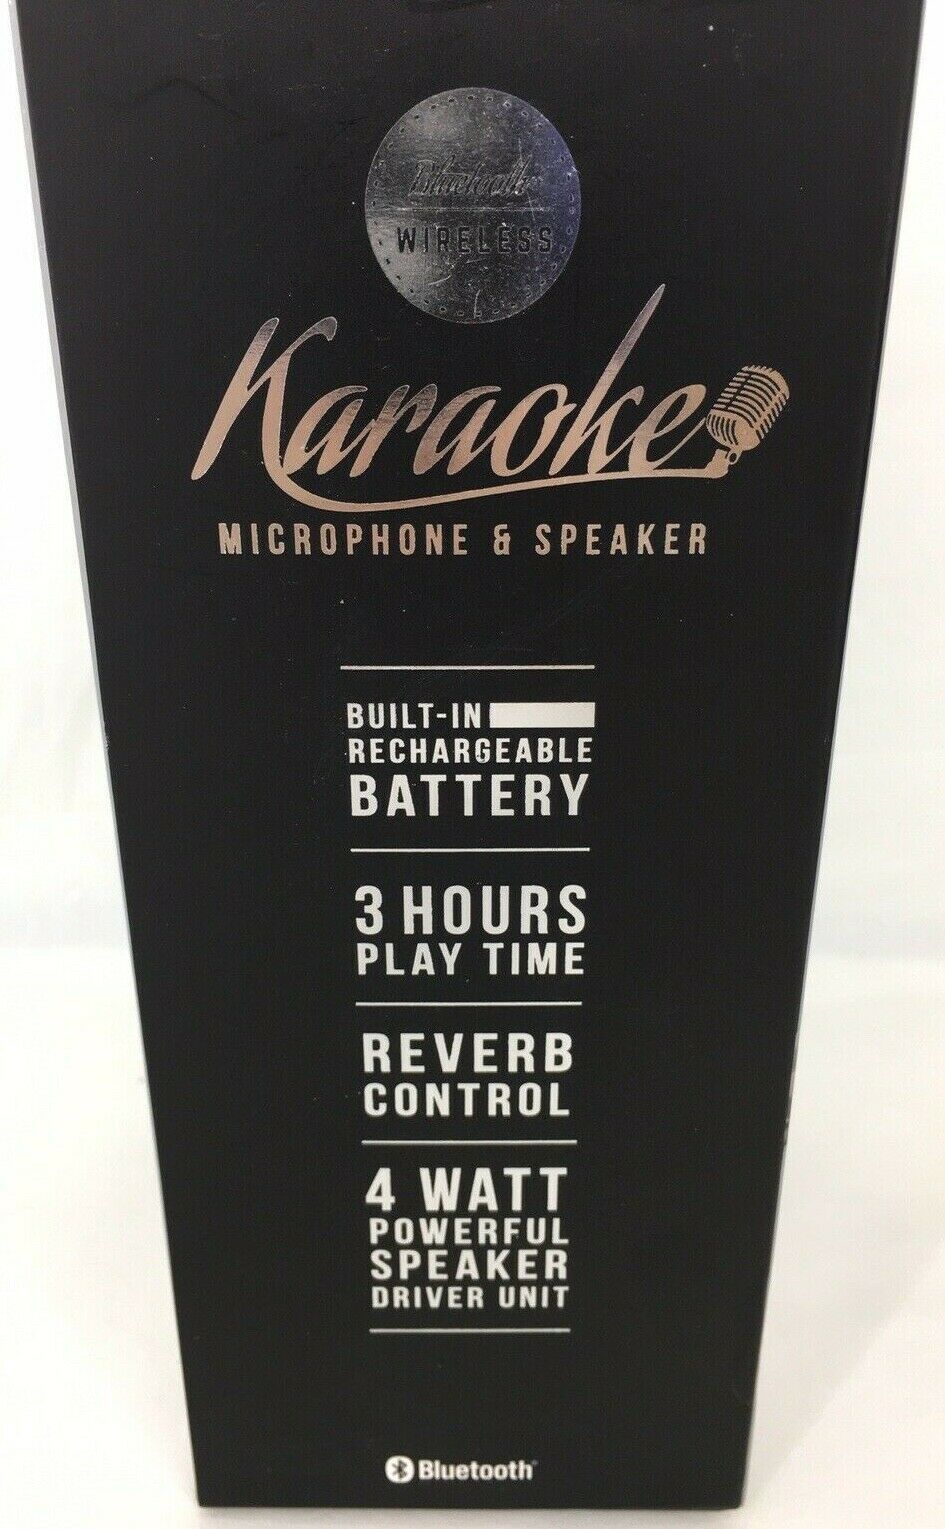 Bluetooth
WIRELESS
Karaoke
MICROPHONE & SPEAKER
BUILT-IN
RECHARGEABLE
BATTERY
3 HOURS
PLAY TIME
REVERB
CONTROL
4 WATT
POWERFUL
SPEAKER
DRIVER UNIT
Bluetooth®